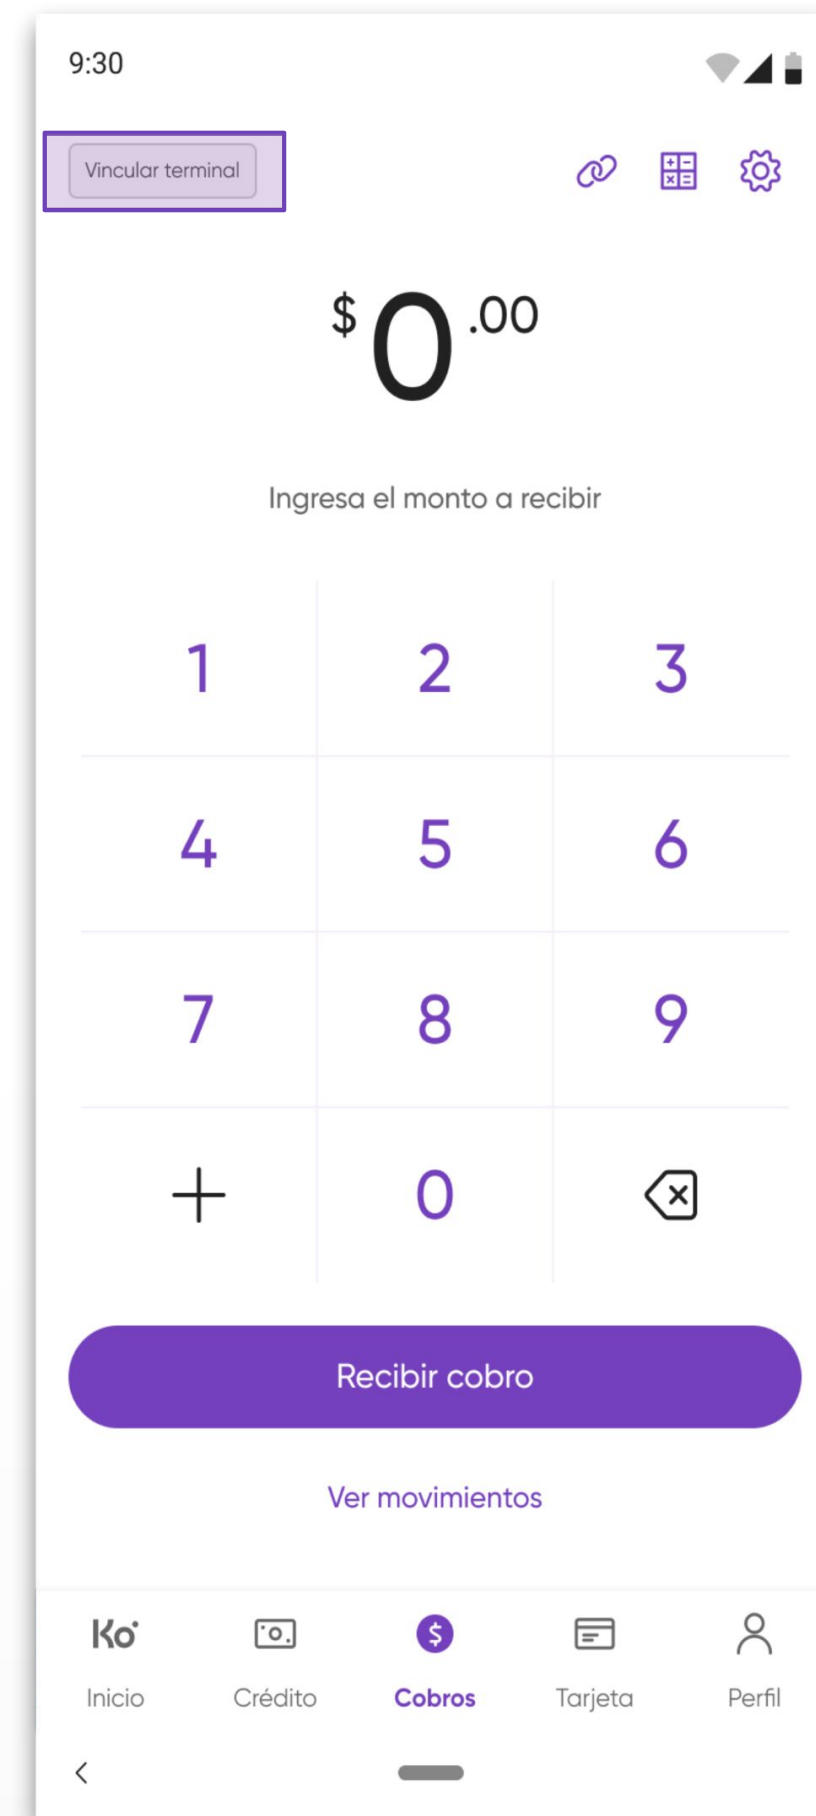 9:30
Vincular terminal
$0.00
Ingresa el monto a recibir
1 2 3
4 5 6
7 8 9
+ 0
Recibir cobro
Ver movimientos
Ko
Inicio Crédito Cobros Tarjeta Perfil